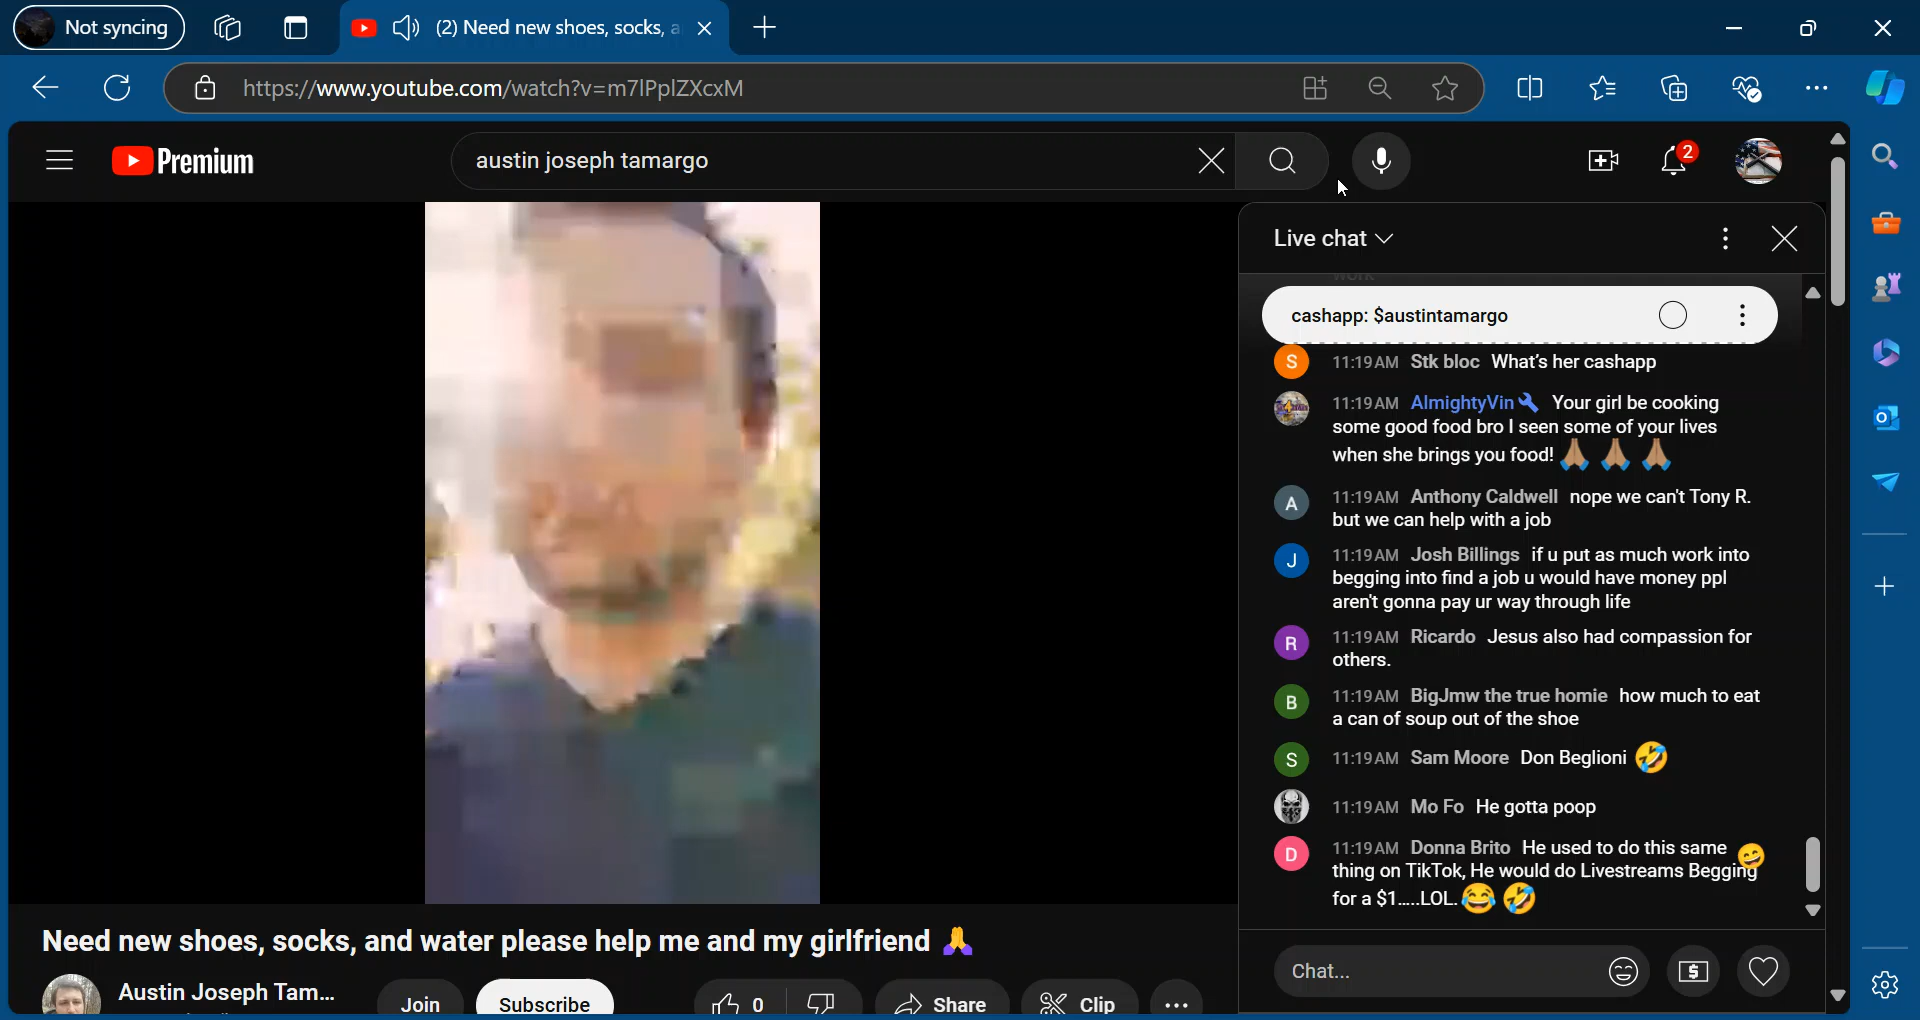 Not syncing
(2) Need new shoes, socks, a
https://www.youtube.com/watch?v=m7lPplZXcxM
Premium
austin joseph tamargo
2
Live chat
cashapp: $austintamargo
S 11:19AM Stk bloc What's her cashapp
11:19AM AlmightyVin🔧 Your girl be cooking
some good food bro I seen some of your lives
when she brings you food! 🙏🏽🙏🏽🙏🏽
A 11:19AM Anthony Caldwell nope we can't Tony R.
but we can help with a job
J 11:19AM Josh Billings if u put as much work into
begging into find a job u would have money ppl
aren't gonna pay ur way through life
R 11:19AM Ricardo Jesus also had compassion for
others.
B 11:19AM BigJmw the true homie how much to eat
a can of soup out of the shoe
S 11:19AM Sam Moore Don Beglioni 🤣
11:19AM Mo Fo He gotta poop
D 11:19AM Donna Brito He used to do this same
thing on TikTok, He would do Livestreams Begging 😄
for a $1.....LOL. 😂🤣
Chat...
Need new shoes, socks, and water please help me and my girlfriend 🙏
Austin Joseph Tam...
Join
Subscribe
0
Share
Clip